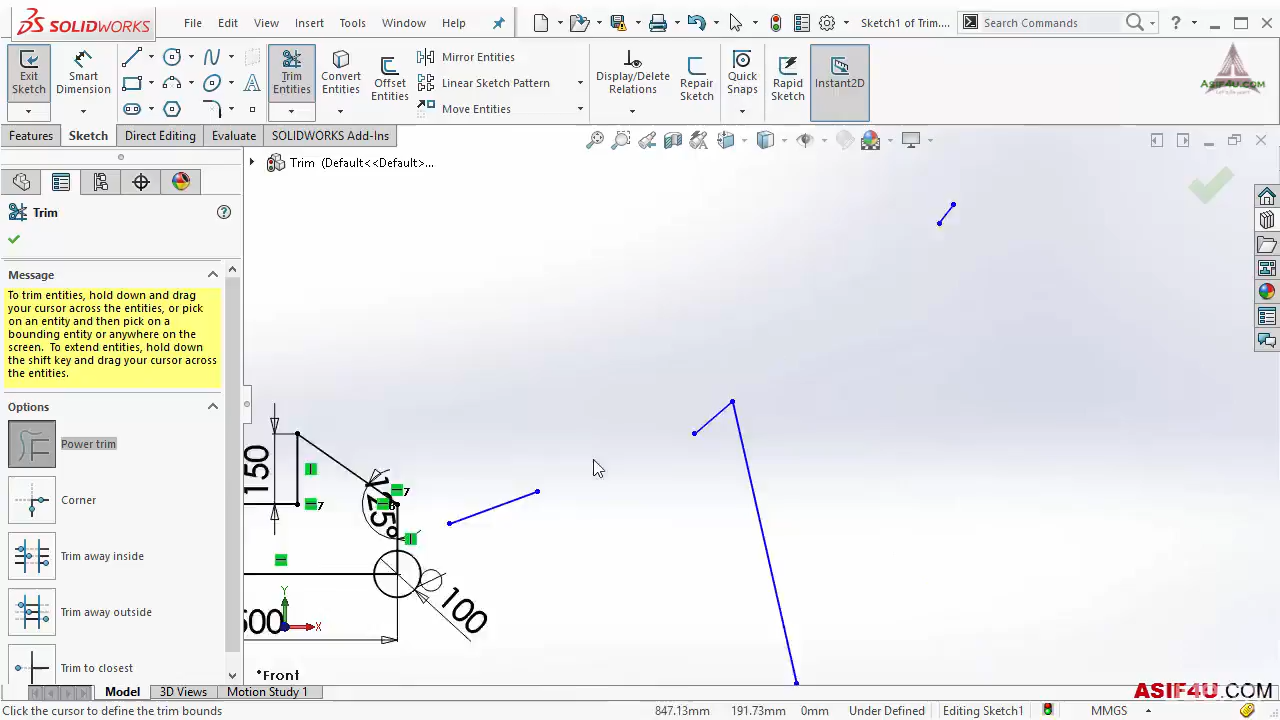 SOLIDWORKS
File Edit View Insert Tools Window Help
Sketch1 of Trim....
Search Commands
?
Exit Sketch
Smart Dimension
Trim Entities
Convert Entities
Offset Entities
Mirror Entities
Linear Sketch Pattern
Move Entities
Display/Delete Relations
Repair Sketch
Quick Snaps
Rapid Sketch
Instant2D
ASIF4U.COM
Features Sketch Direct Editing Evaluate SOLIDWORKS Add-Ins
Trim (Default<<Default>...
Trim
?
Message
To trim entities, hold down and drag
your cursor across the entities, or pick
on an entity and then pick on a
bounding entity or anywhere on the
screen. To extend entities, hold down
the shift key and drag your cursor across
the entities.
Options
Power trim
Corner
Trim away inside
Trim away outside
Trim to closest
150
125°
7
7
Ø100
600
Y
X
*Front
Model 3D Views Motion Study 1
ASIF4U.COM
Click the cursor to define the trim bounds
847.13mm 191.73mm 0mm Under Defined Editing Sketch1 MMGS